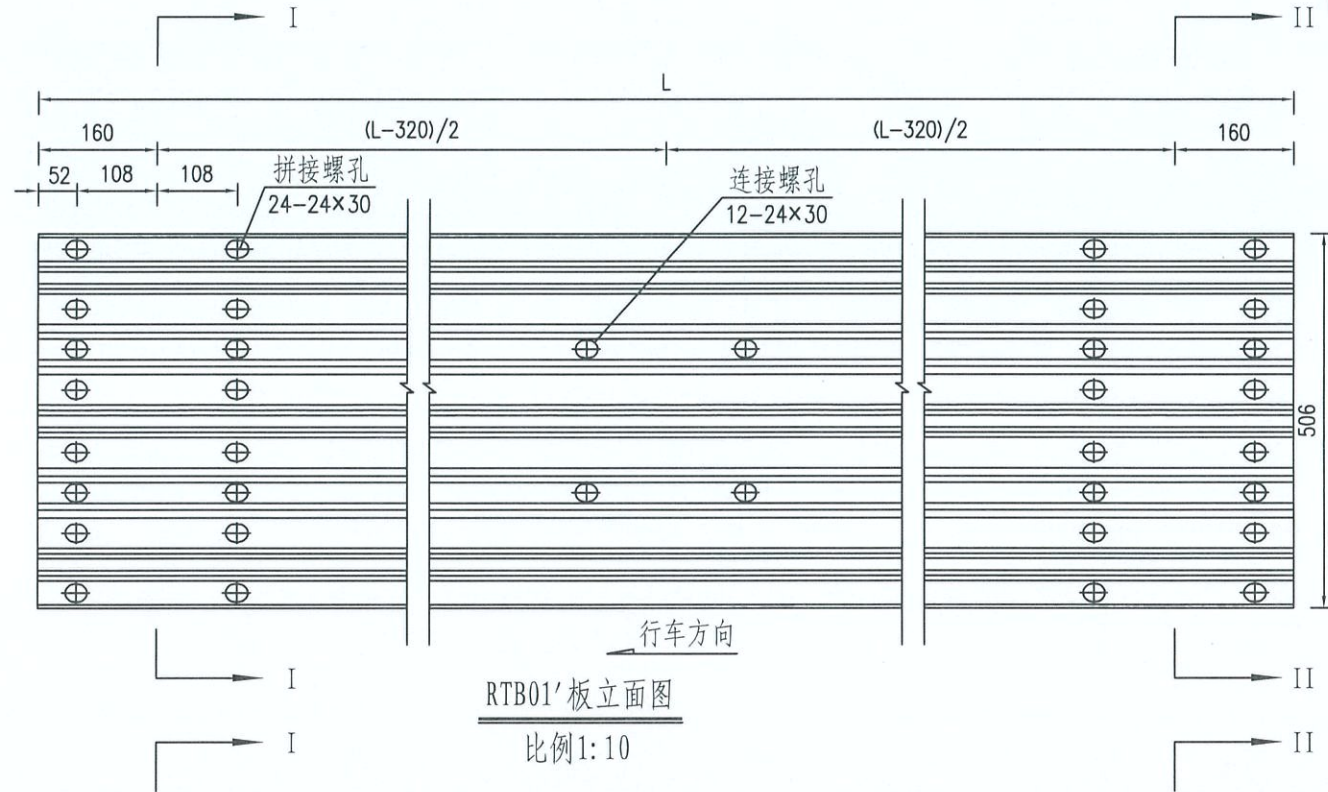 I II
L
160 (L-320)/2 (L-320)/2 160
52 108 108
拼接螺孔
24-24×30
连接螺孔
12-24×30
506
行车方向
I II
RTB01'板立面图
比例1:10
I II